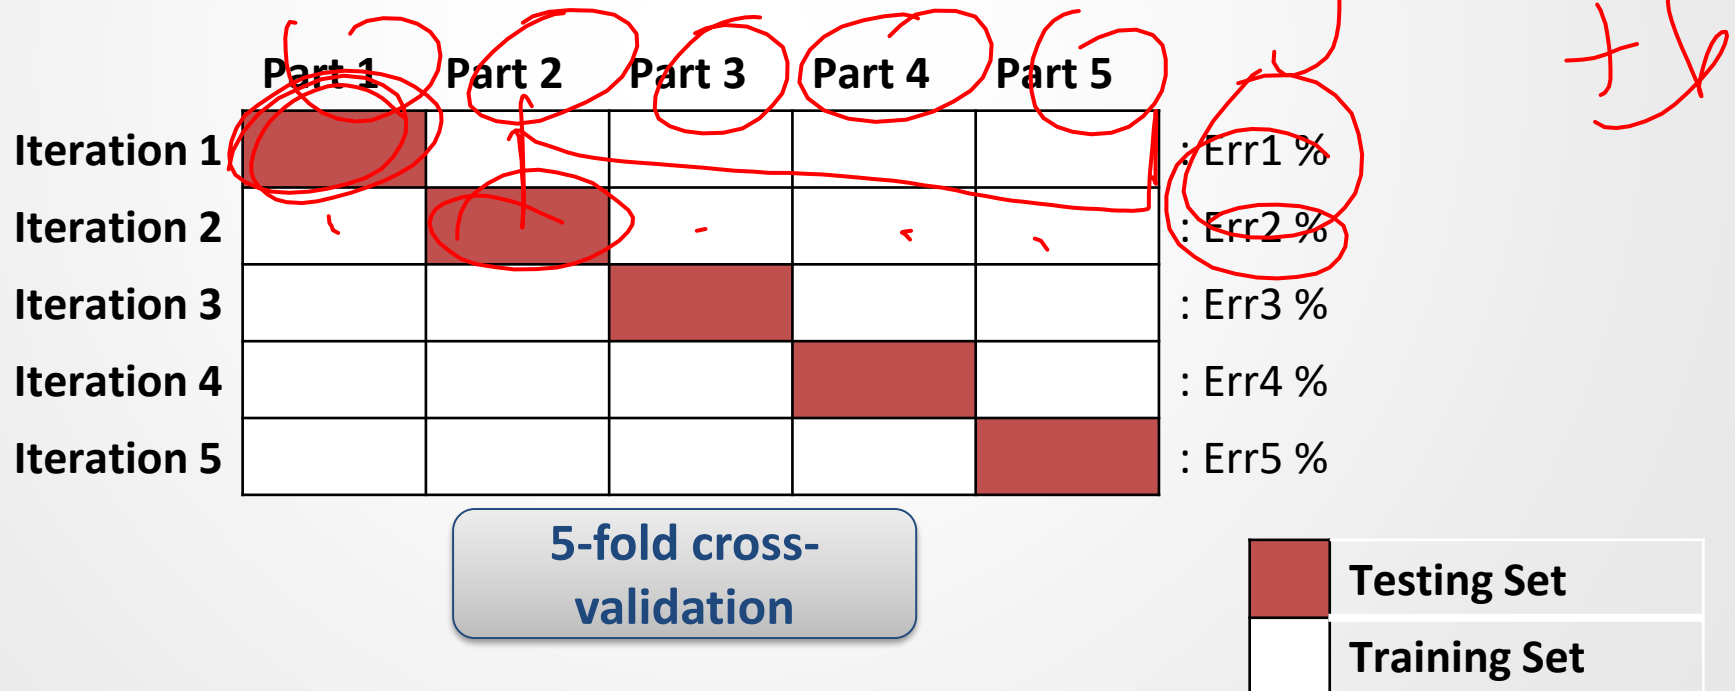 Part 1 Part 2 Part 3 Part 4 Part 5
Iteration 1 : Err1 %
Iteration 2 : Err2 %
Iteration 3 : Err3 %
Iteration 4 : Err4 %
Iteration 5 : Err5 %
5-fold cross-
validation
Testing Set
Training Set